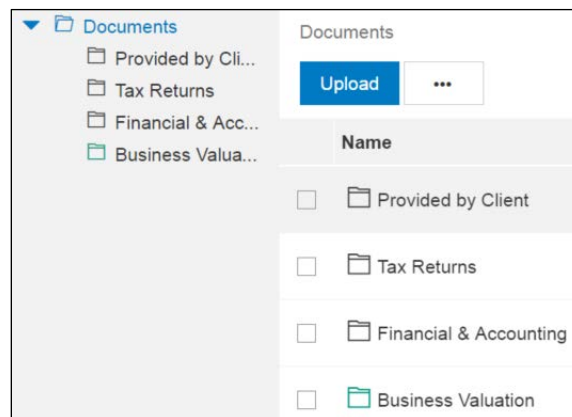 Documents
Provided by Cli...
Tax Returns
Financial & Acc...
Business Valua...
Documents
Upload
•••
Name
Provided by Client
Tax Returns
Financial & Accounting
Business Valuation